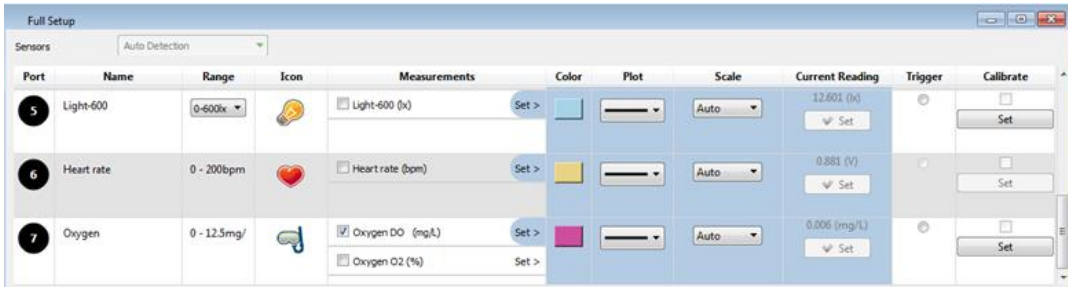 Full Setup
Sensors Auto Detection
Port Name Range Icon Measurements Color Plot Scale Current Reading Trigger Calibrate
5 Light-600 0-600lx Light-600 (lx) Set > Auto 12.601 (lx) Set Set
6 Heart rate 0 - 200bpm Heart rate (bpm) Set > Auto 0.881 (V) Set Set
7 Oxygen 0 - 12.5mg/ Oxygen DO (mg/L) Set > Auto 0.006 (mg/L) Set Set
Oxygen O2 (%) Set >